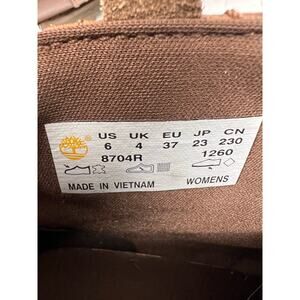 US UK EU JP CN
6 4 37 23 230
8704R 1260
MADE IN VIETNAM WOMENS